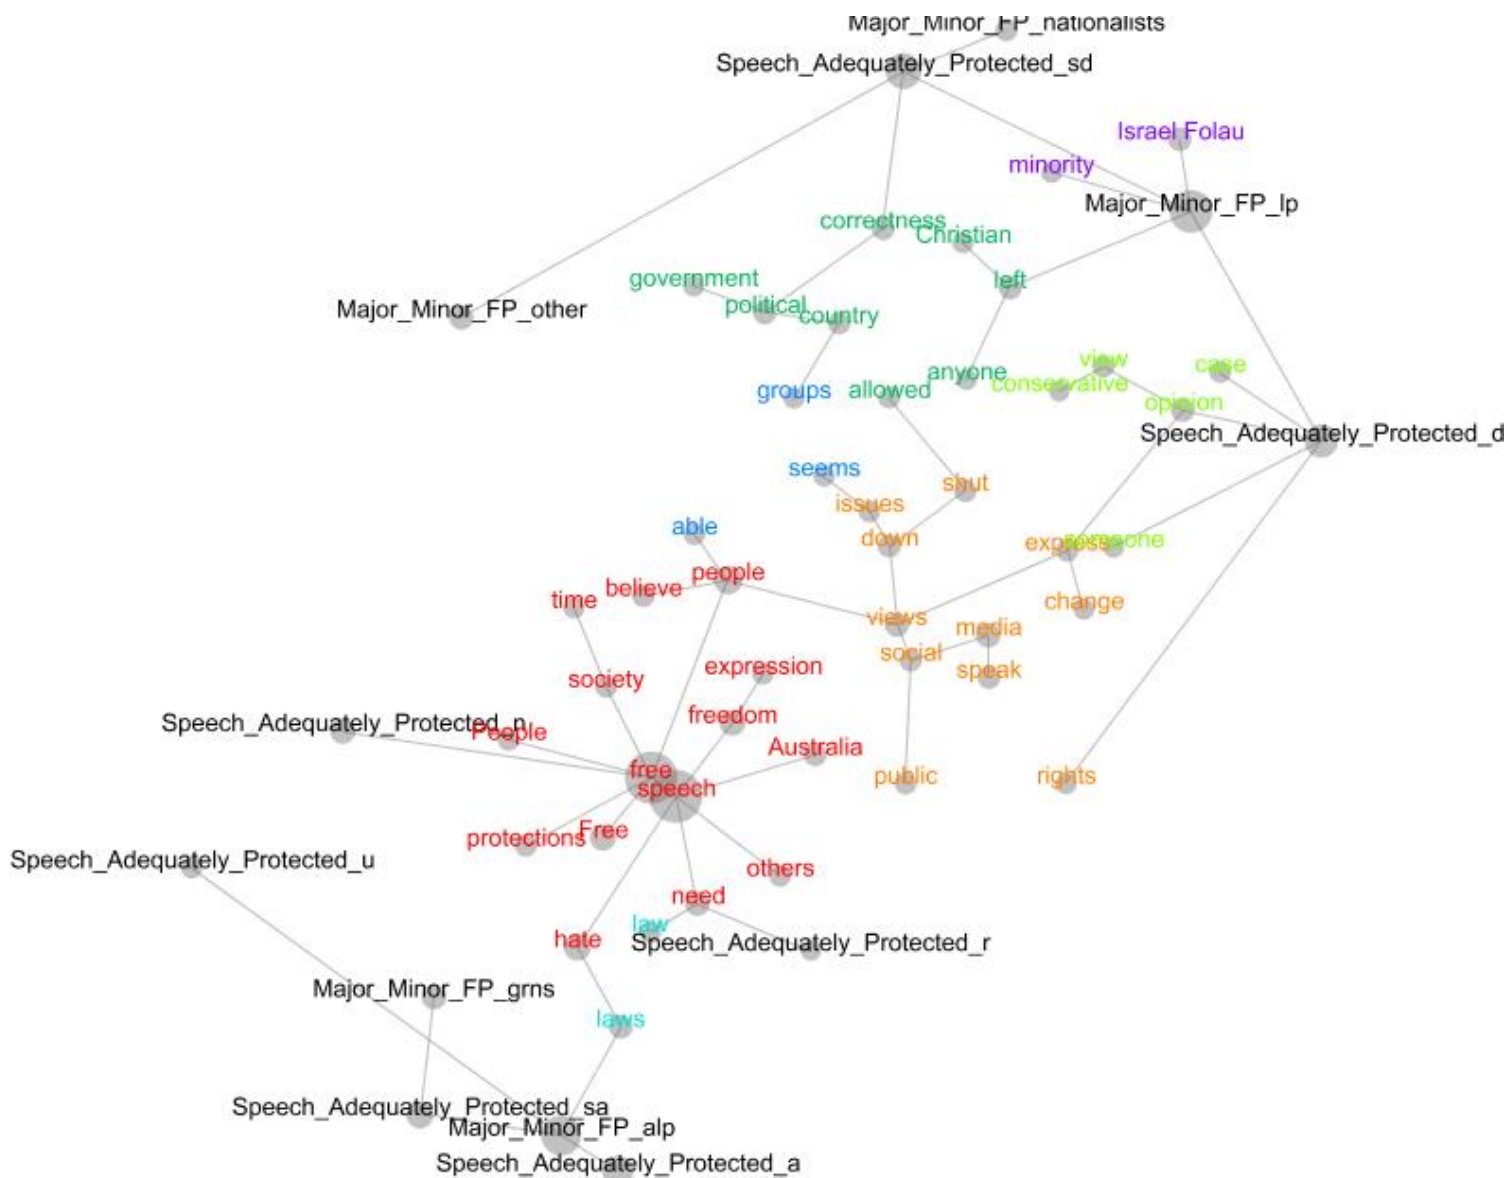 Major_Minor_FP_nationalists
Speech_Adequately_Protected_sd
Israel Folau
minority
Major_Minor_FP_lp
correctness
Christian
government
left
political
country
Major_Minor_FP_other
view
case
anyone
conservative
groups
allowed
opinion
Speech_Adequately_Protected_d
seems
shut
issues
able
down
express
someone
people
believe
time
change
views
media
social
expression
speak
society
freedom
Speech_Adequately_Protected_n
People
Australia
free
public
rights
speech
Free
protections
Speech_Adequately_Protected_u
others
need
law
hate
Speech_Adequately_Protected_r
Major_Minor_FP_grns
laws
Speech_Adequately_Protected_sa
Major_Minor_FP_alp
Speech_Adequately_Protected_a